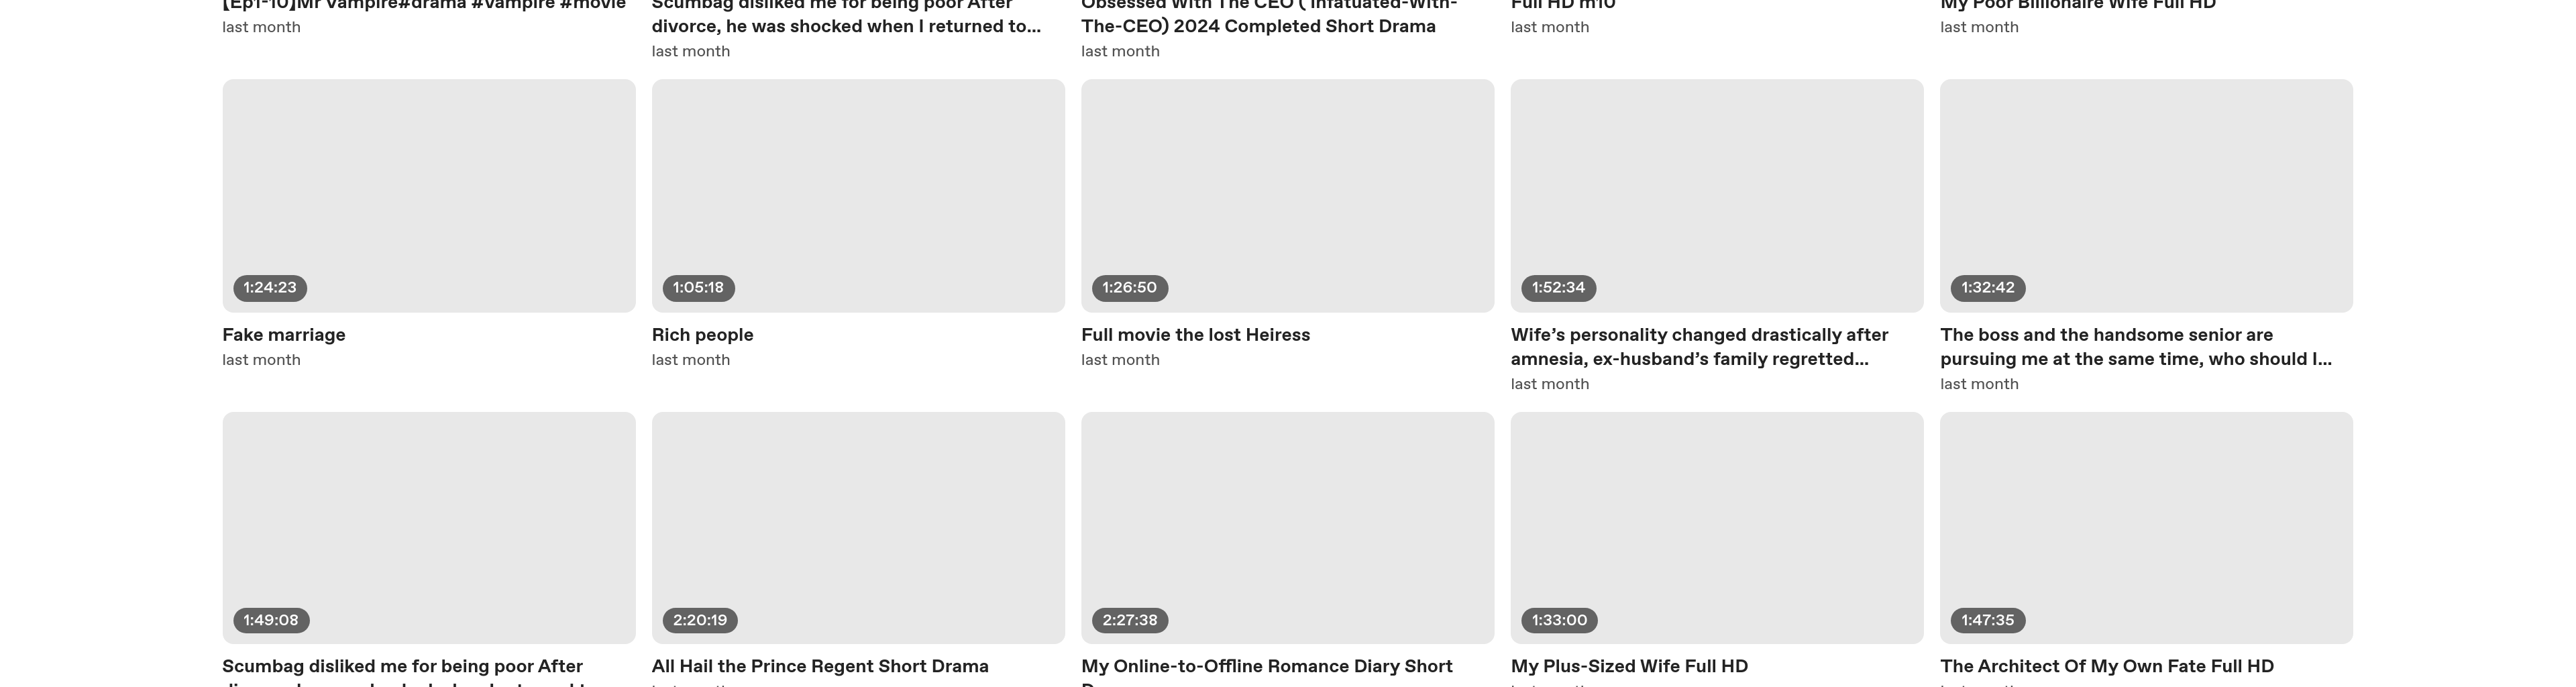 【Ep1-10】Mr Vampire#drama #vampire #movie
last month
Scumbag disliked me for being poor After
divorce, he was shocked when I returned to...
last month
Obsessed With The CEO ( Infatuated-With-
The-CEO) 2024 Completed Short Drama
last month
Full HD m10
last month
My Poor Billionaire Wife Full HD
last month
1:24:23
Fake marriage
last month
1:05:18
Rich people
last month
1:26:50
Full movie the lost Heiress
last month
1:52:34
Wife’s personality changed drastically after
amnesia, ex-husband’s family regretted...
last month
1:32:42
The boss and the handsome senior are
pursuing me at the same time, who should I...
last month
1:49:08
Scumbag disliked me for being poor After
2:20:19
All Hail the Prince Regent Short Drama
2:27:38
My Online-to-Offline Romance Diary Short
1:33:00
My Plus-Sized Wife Full HD
1:47:35
The Architect Of My Own Fate Full HD